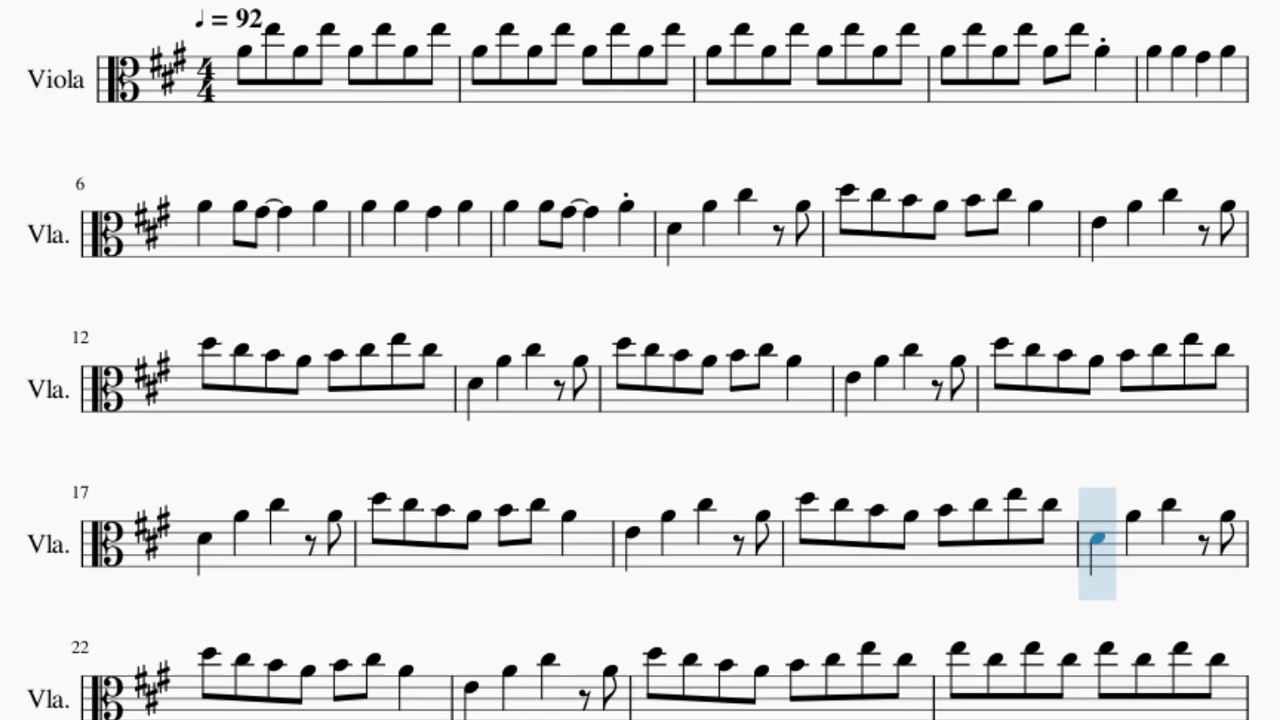 ♩ = 92
Viola
4
4
6
Vla.
12
Vla.
17
Vla.
22
Vla.